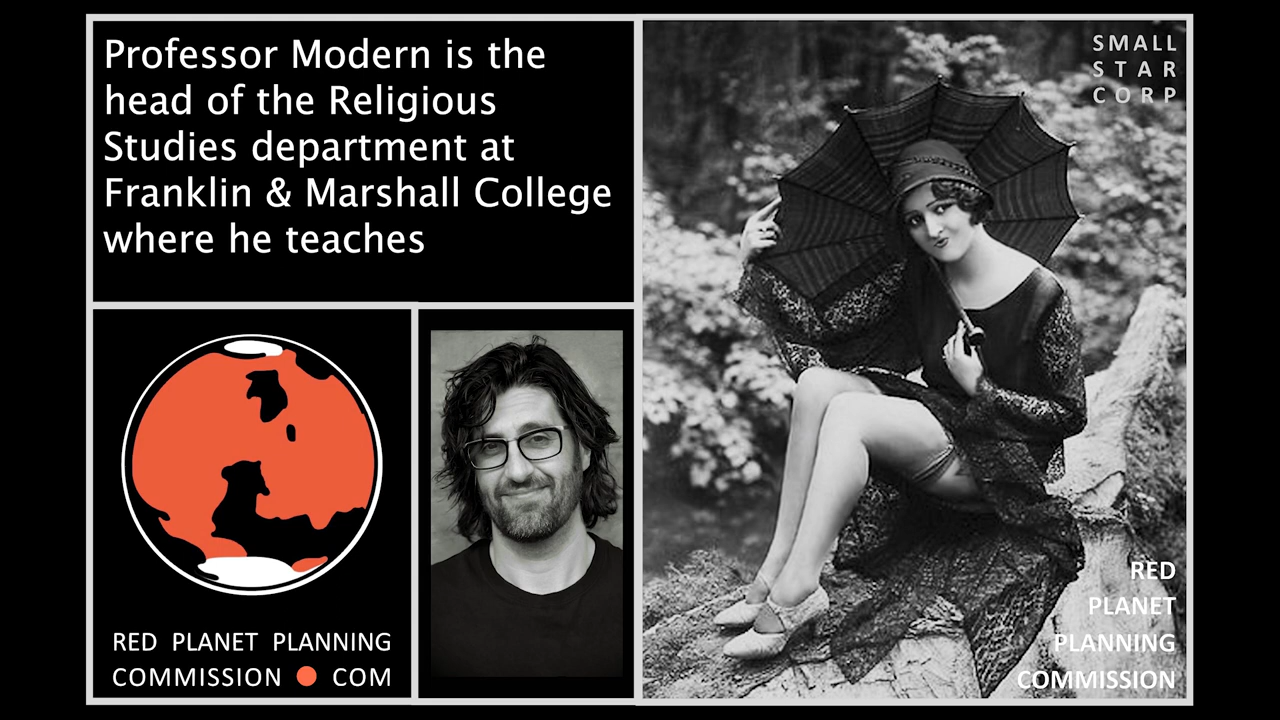 Professor Modern is the
head of the Religious
Studies department at
Franklin & Marshall College
where he teaches
RED PLANET PLANNING
COMMISSION COM
SMALL
STAR
CORP
RED
PLANET
PLANNING
COMMISSION